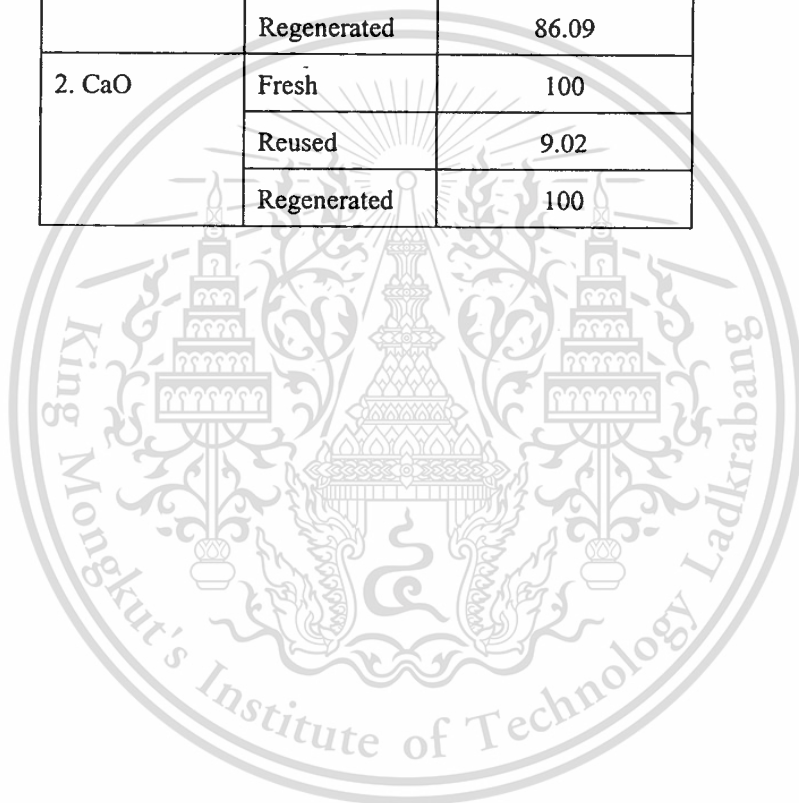 Regenerated 86.09
2. CaO Fresh 100
Reused 9.02
Regenerated 100
King Mongkut's Institute of Technology Ladkrabang